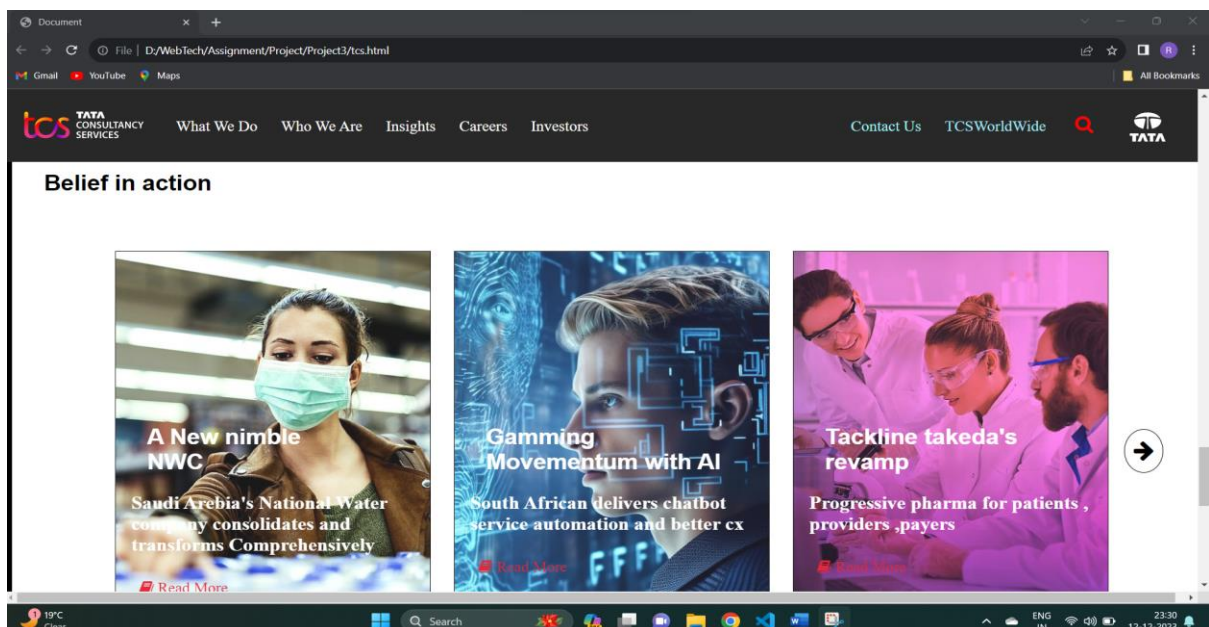 Document
File | D:/WebTech/Assignment/Project/Project3/tcs.html
R
Gmail YouTube Maps
All Bookmarks
tcs TATA
CONSULTANCY
SERVICES
What We Do Who We Are Insights Careers Investors Contact Us TCSWorldWide
TATA
Belief in action
A New nimble
NWC
Saudi Arebia's National Water
company consolidates and
transforms Comprehensively
Read More
Gamming
Movementum with AI
South African delivers chatbot
service automation and better cx
Read More
Tackline takeda's
revamp
Progressive pharma for patients ,
providers ,payers
Read More
1
19°C
Clear
Search
ENG
IN
23:30
12-12-2023